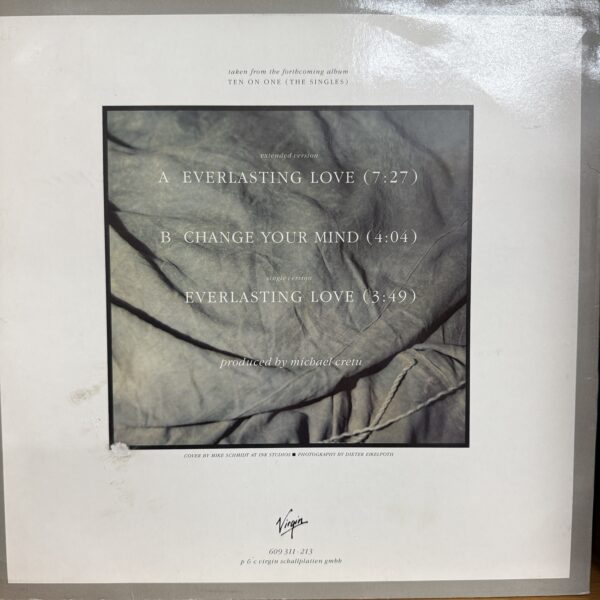 taken from the forthcoming album
TEN ON ONE (THE SINGLES)
extended version
A EVERLASTING LOVE (7:27)
B CHANGE YOUR MIND (4:04)
single version
EVERLASTING LOVE (3:49)
produced by michael cretu
COVER BY MIKE SCHMIDT AT INK STUDIOS ■ PHOTOGRAPHY BY DIETER EIKELPOTH
Virgin
609 311-213
p & c virgin schallplatten gmbh